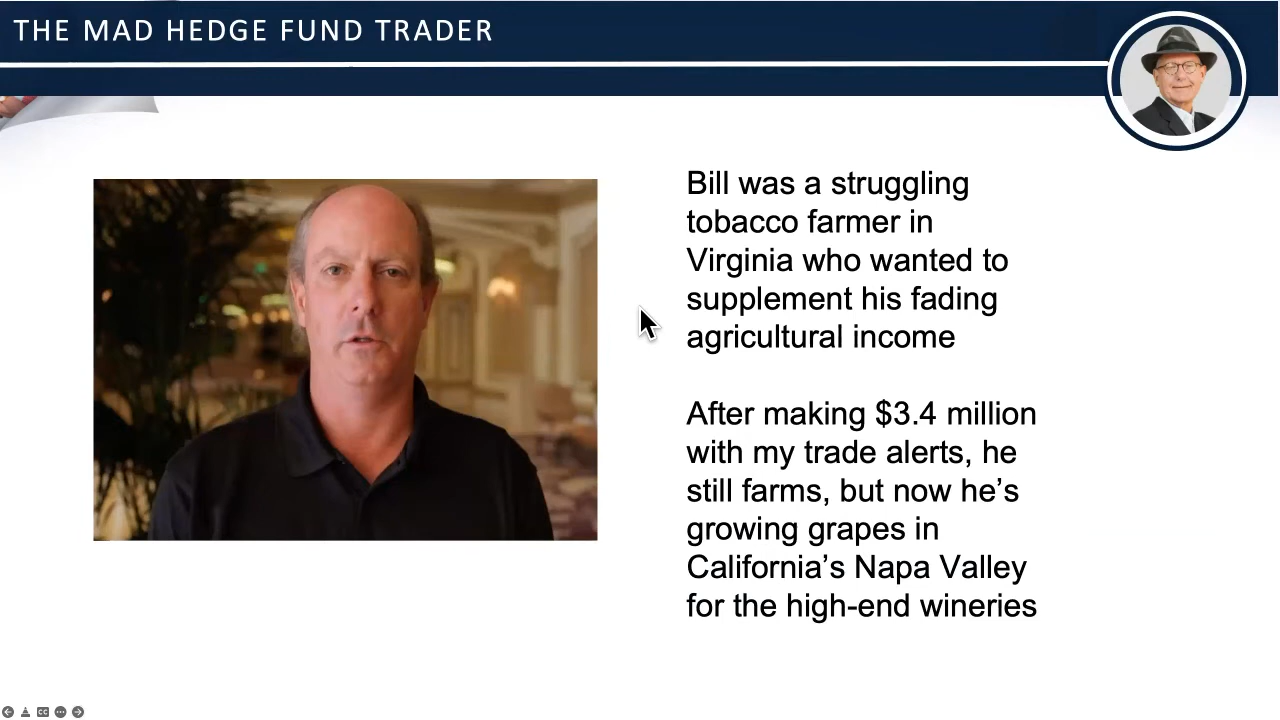 THE MAD HEDGE FUND TRADER
Bill was a struggling
tobacco farmer in
Virginia who wanted to
supplement his fading
agricultural income
After making $3.4 million
with my trade alerts, he
still farms, but now he’s
growing grapes in
California’s Napa Valley
for the high-end wineries
CC